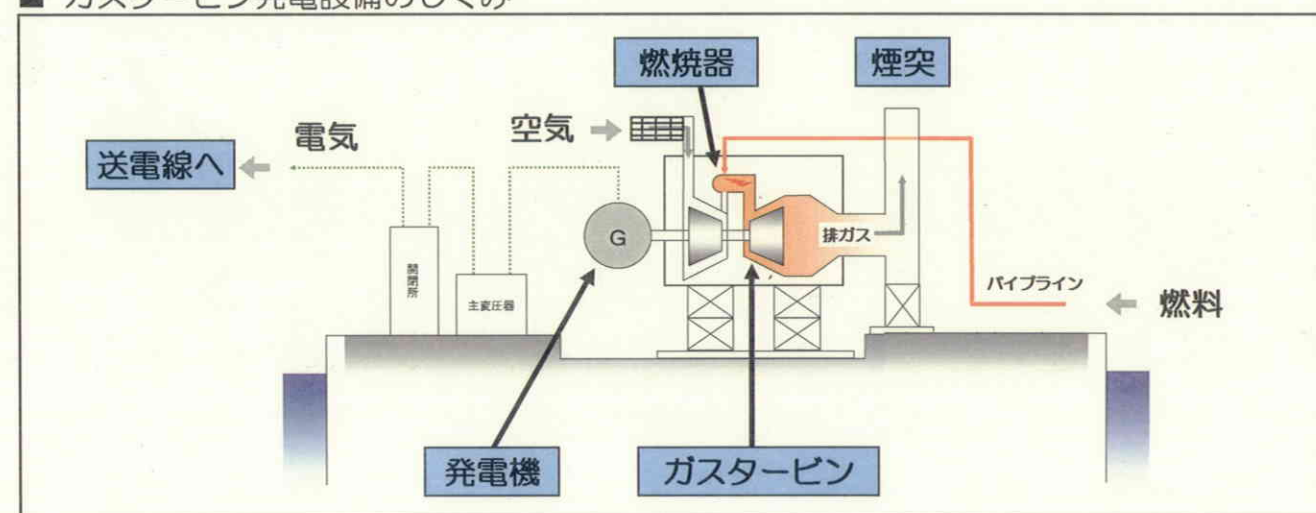 ■ ガスタービン発電設備のしくみ
燃焼器
煙突
電気
空気
送電線へ
G
排ガス
開閉所
主変圧器
パイプライン
燃料
発電機
ガスタービン